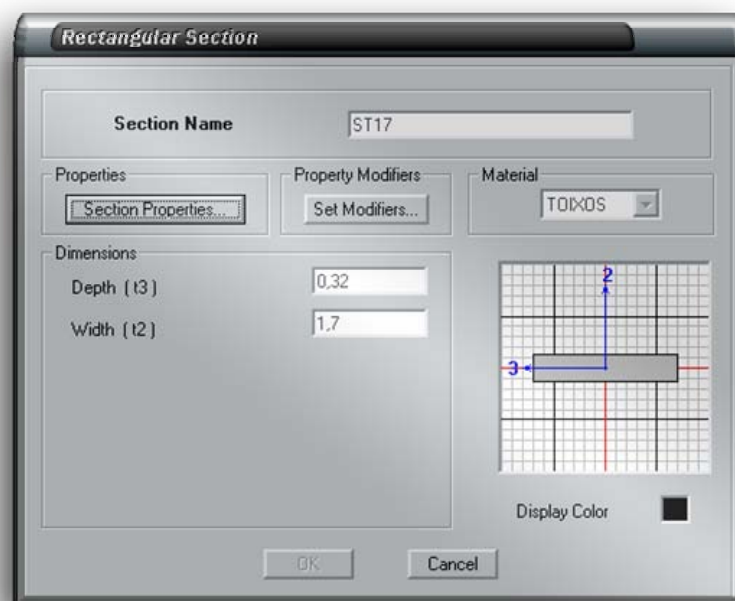 Rectangular Section
Section Name
ST17
Properties
Section Properties...
Property Modifiers
Set Modifiers...
Material
TOIXOS
Dimensions
Depth ( t3 )
0,32
Width ( t2 )
1,7
2
3
Display Color
OK
Cancel